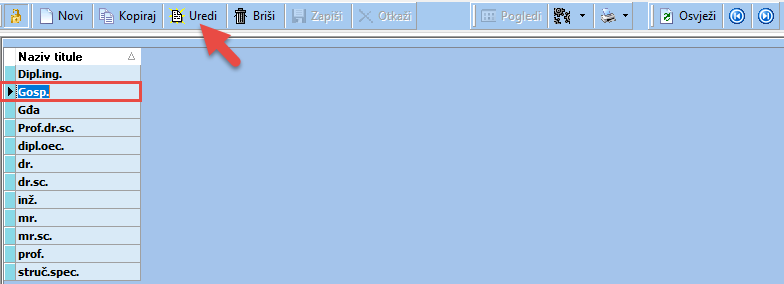 Novi Kopiraj Uredi Briši Zapiši Otkaži Pogledi Osvježi
Naziv titule
Dipl.ing.
Gosp.
Gđa
Prof.dr.sc.
dipl.oec.
dr.
dr.sc.
inž.
mr.
mr.sc.
prof.
struč.spec.